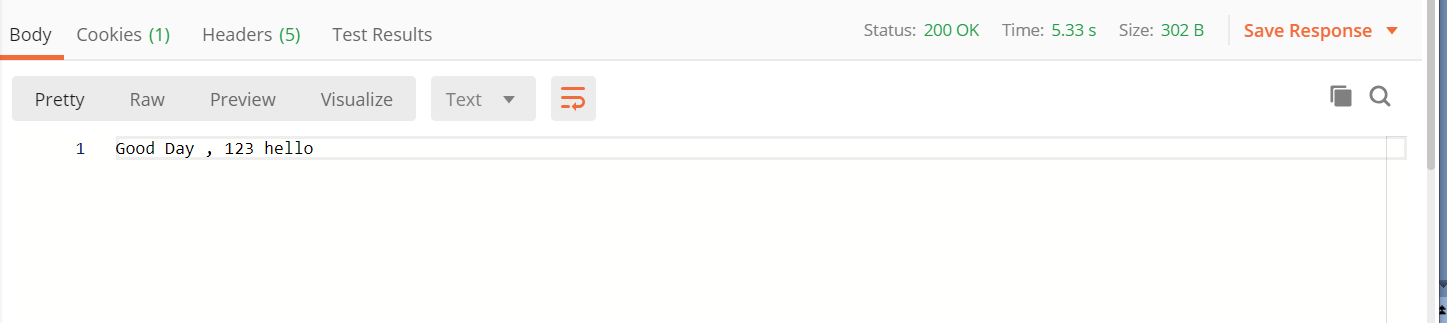 Body Cookies (1) Headers (5) Test Results Status: 200 OK Time: 5.33 s Size: 302 B Save Response
Pretty Raw Preview Visualize Text
1 Good Day , 123 hello